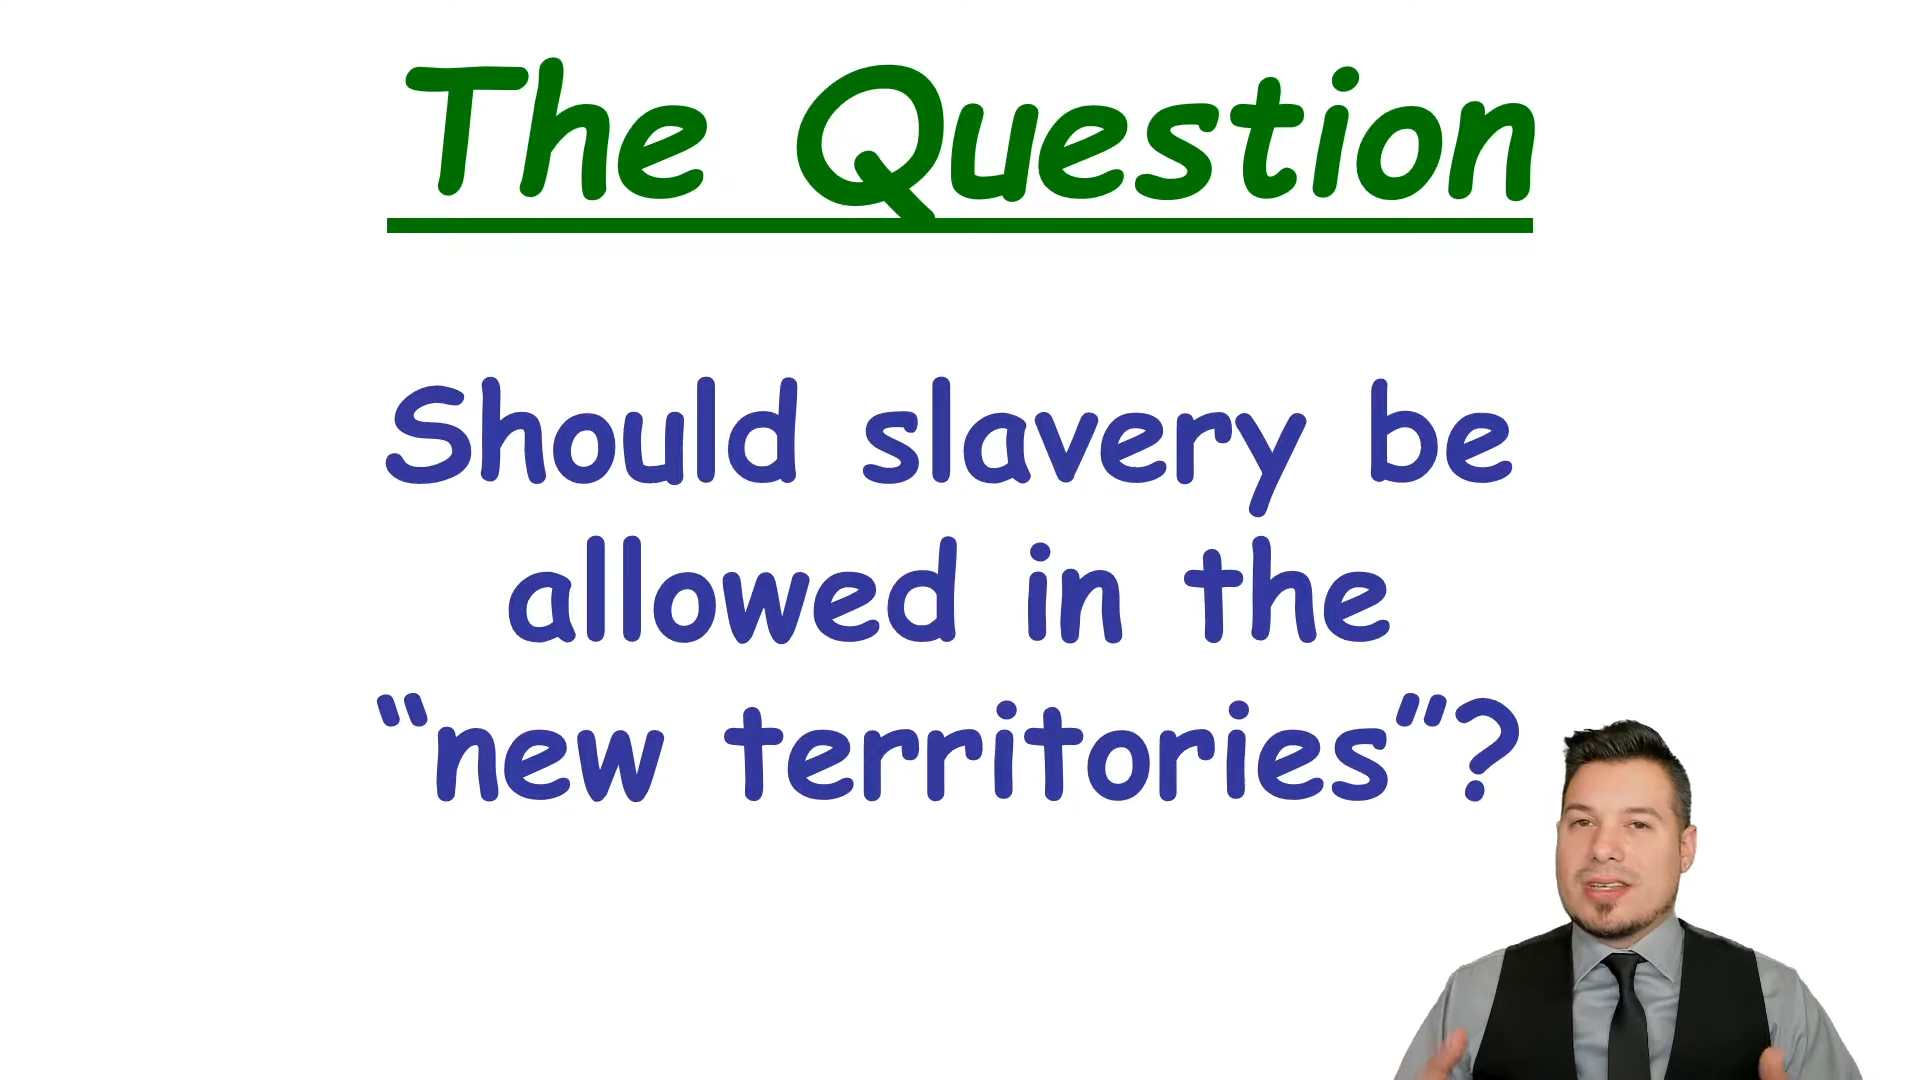 The Question
Should slavery be
allowed in the
“new territories”?